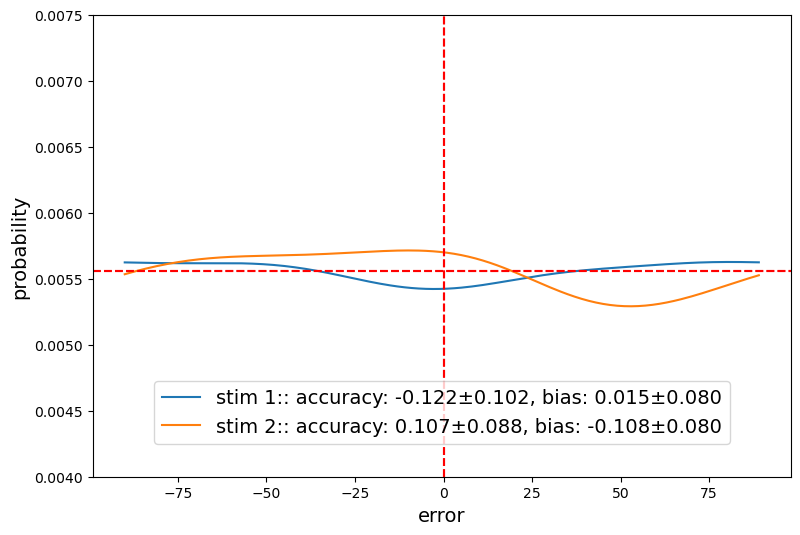 0.0075
0.0070
0.0065
0.0060
0.0055
0.0050
0.0045
0.0040
probability
stim 1:: accuracy: -0.122±0.102, bias: 0.015±0.080
stim 2:: accuracy: 0.107±0.088, bias: -0.108±0.080
−75 −50 −25 0 25 50 75
error